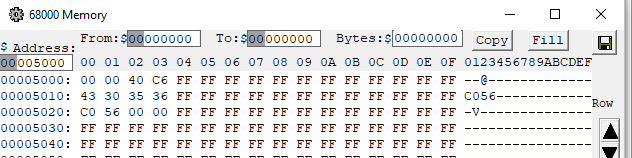 68000 Memory
From:$00000000 To:$00000000 Bytes:$00000000 Copy Fill
$ Address:
00005000 00 01 02 03 04 05 06 07 08 09 0A 0B 0C 0D 0E 0F 0123456789ABCDEF
00005000: 00 00 40 C6 FF FF FF FF FF FF FF FF FF FF FF FF --@-------------
00005010: 43 30 35 36 FF FF FF FF FF FF FF FF FF FF FF FF C056------------
Row
00005020: C0 56 00 00 FF FF FF FF FF FF FF FF FF FF FF FF -V--------------
00005030: FF FF FF FF FF FF FF FF FF FF FF FF FF FF FF FF ----------------
00005040: FF FF FF FF FF FF FF FF FF FF FF FF FF FF FF FF ----------------